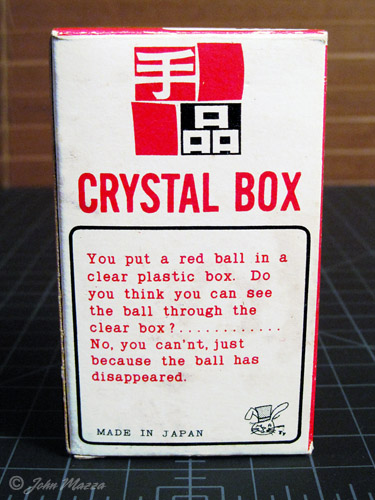 手
品
CRYSTAL BOX
You put a red ball in a
clear plastic box. Do
you think you can see
the ball through the
clear box?............
No, you can'nt, just
because the ball has
disappeared.
MADE IN JAPAN
© John Mazza